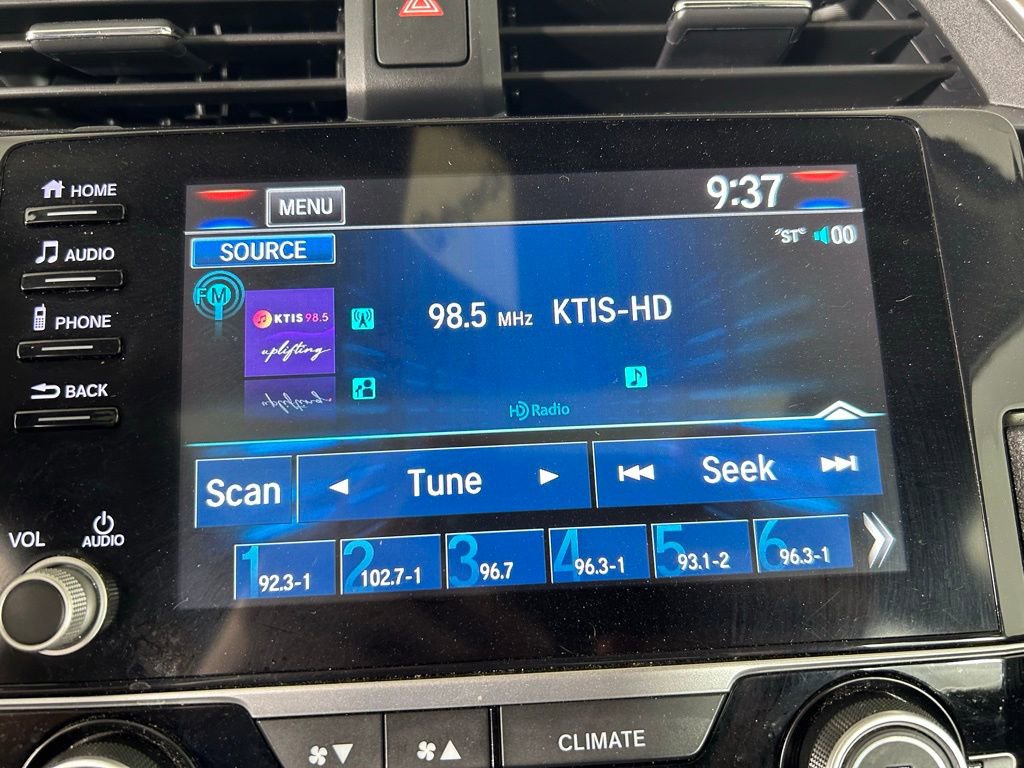 HOME
MENU
9:37
AUDIO
SOURCE
"ST" 00
FM
KTIS 98.5
uplifting
98.5 MHz KTIS-HD
PHONE
BACK
HD Radio
Scan
Tune
Seek
VOL
AUDIO
1 92.3-1
2 102.7-1
3 96.7
4 96.3-1
5 93.1-2
6 96.3-1
CLIMATE